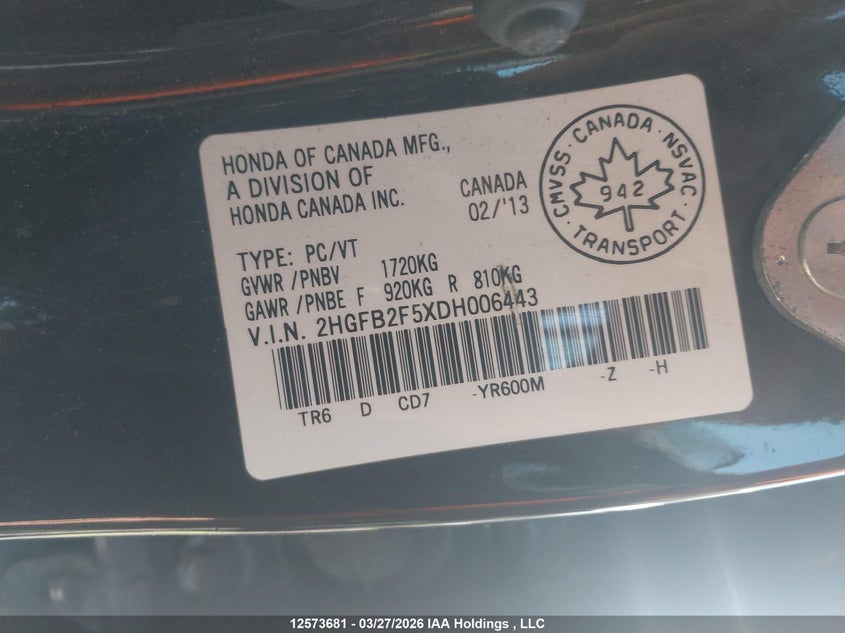 HONDA OF CANADA MFG.,
A DIVISION OF
HONDA CANADA INC.
CANADA
02/'13
CMVSS · CANADA · NSVAC · TRANSPORT ·
942
TYPE: PC/VT
GVWR /PNBV 1720KG
GAWR /PNBE F 920KG R 810KG
V.I.N. 2HGFB2F5XDH006443
TR6 D CD7 -YR600M -Z -H
12573681 - 03/27/2026 IAA Holdings , LLC